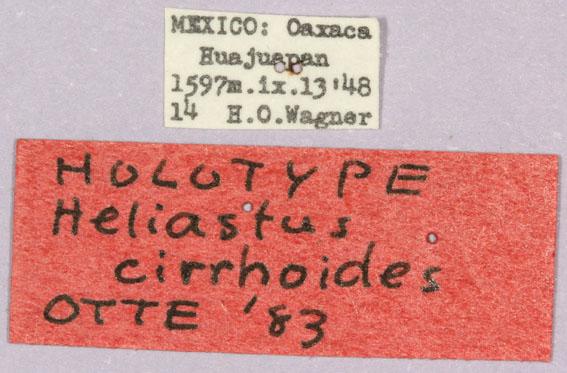 MEXICO: Oaxaca
Huajuapan
1597m.ix.13'48
14 H.O.Wagner
HOLOTYPE
Heliastus
cirrhoides
OTTE '83